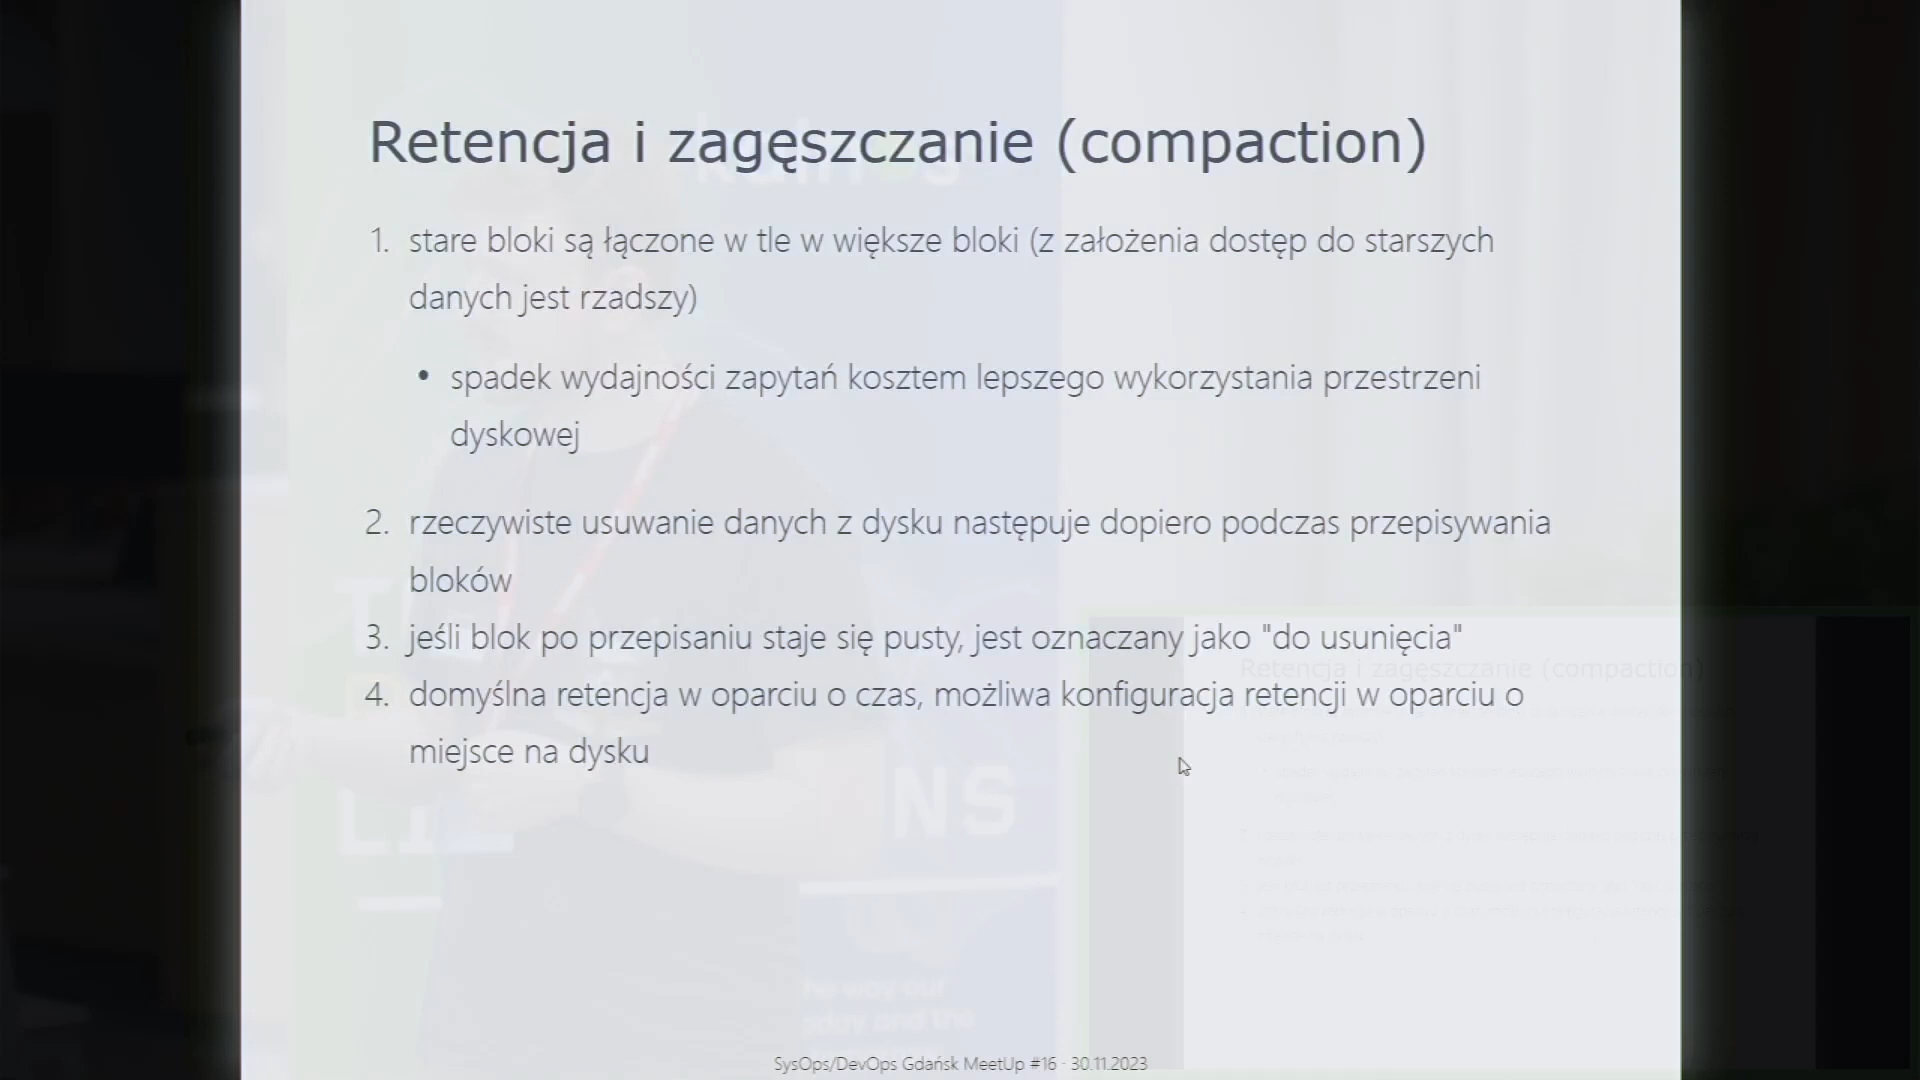 Retencja i zagęszczanie (compaction)
1. stare bloki są łączone w tle w większe bloki (z założenia dostęp do starszych
danych jest rzadszy)
• spadek wydajności zapytań kosztem lepszego wykorzystania przestrzeni
dyskowej
2. rzeczywiste usuwanie danych z dysku następuje dopiero podczas przepisywania
bloków
3. jeśli blok po przepisaniu staje się pusty, jest oznaczany jako "do usunięcia"
Retencja i zagęszczanie (compaction)
4. domyślna retencja w oparciu o czas, możliwa konfiguracja retencji w oparciu o
miejsce na dysku
NS
SysOps/DevOps Gdańsk MeetUp #16 - 30.11.2023